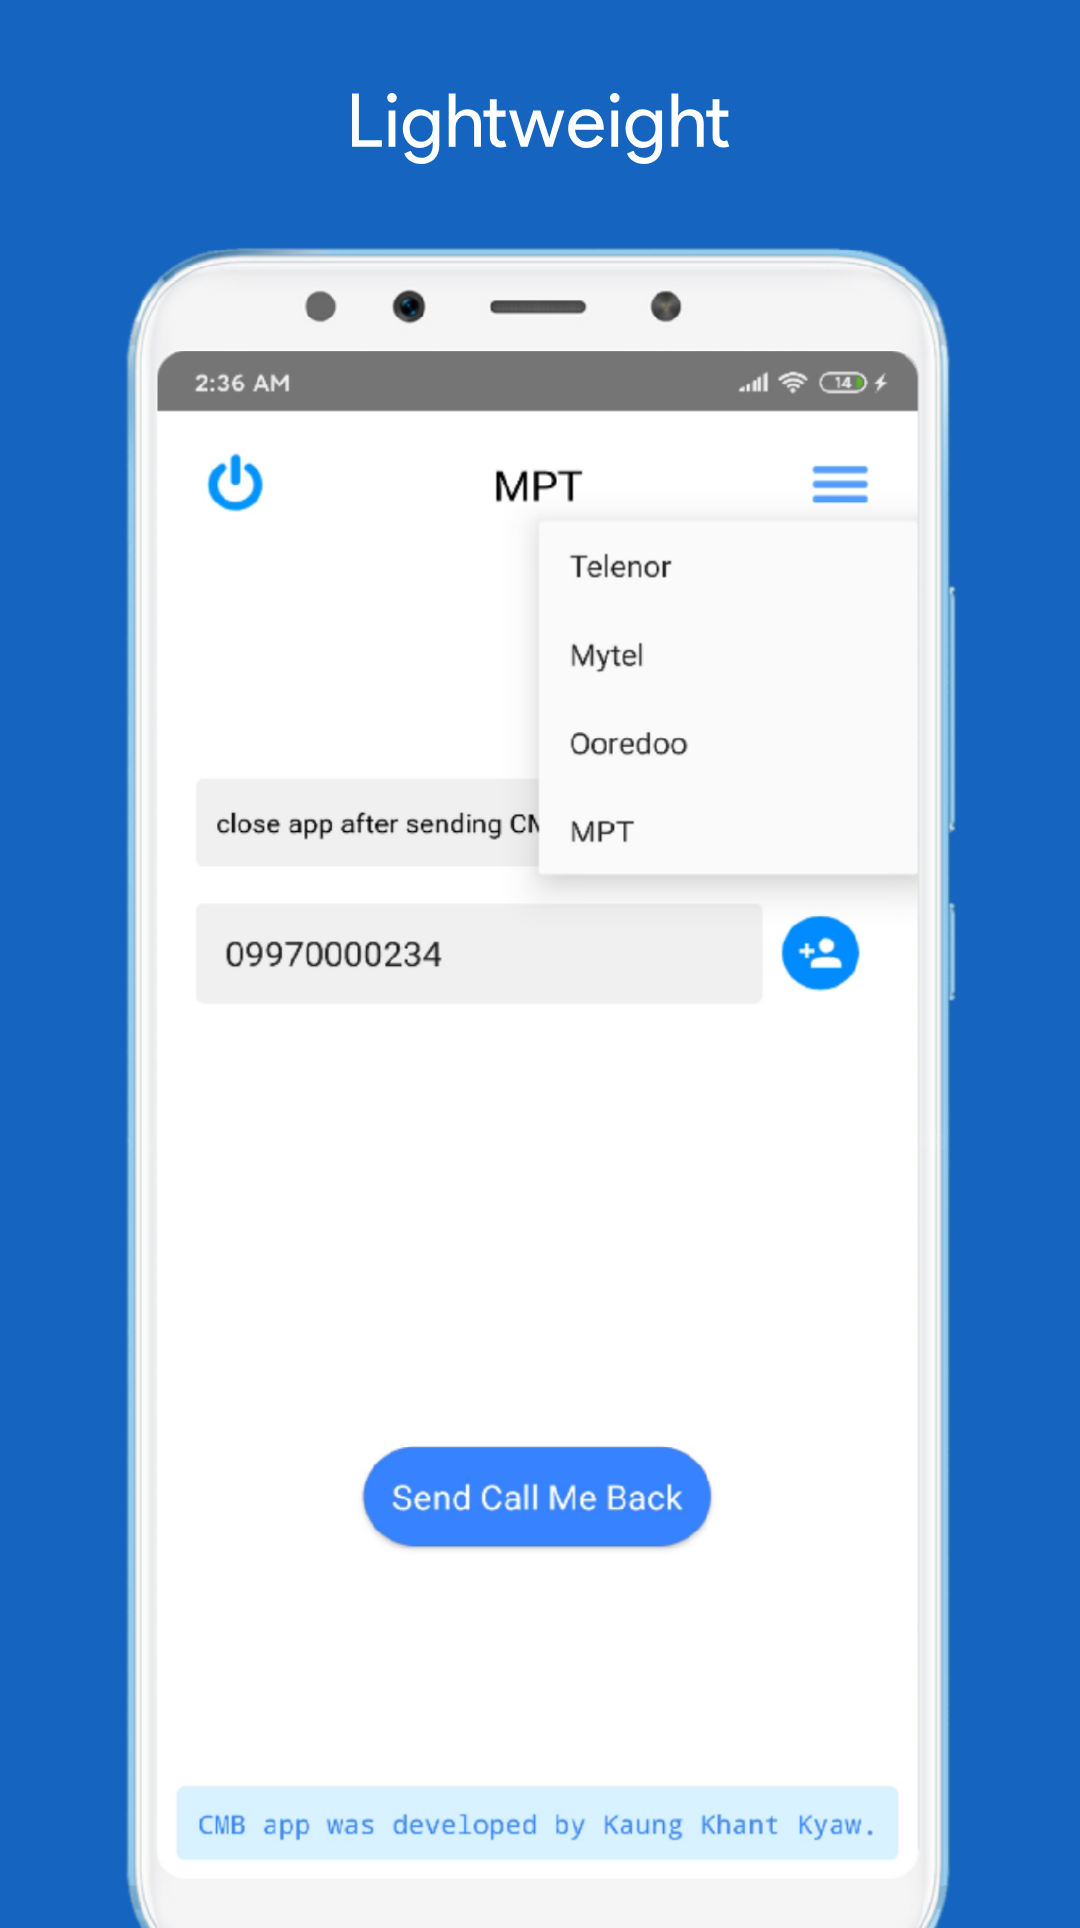 Lightweight
2:36 AM
14
MPT
Telenor
Mytel
Ooredoo
MPT
close app after sending CM
09970000234
Send Call Me Back
CMB app was developed by Kaung Khant Kyaw.